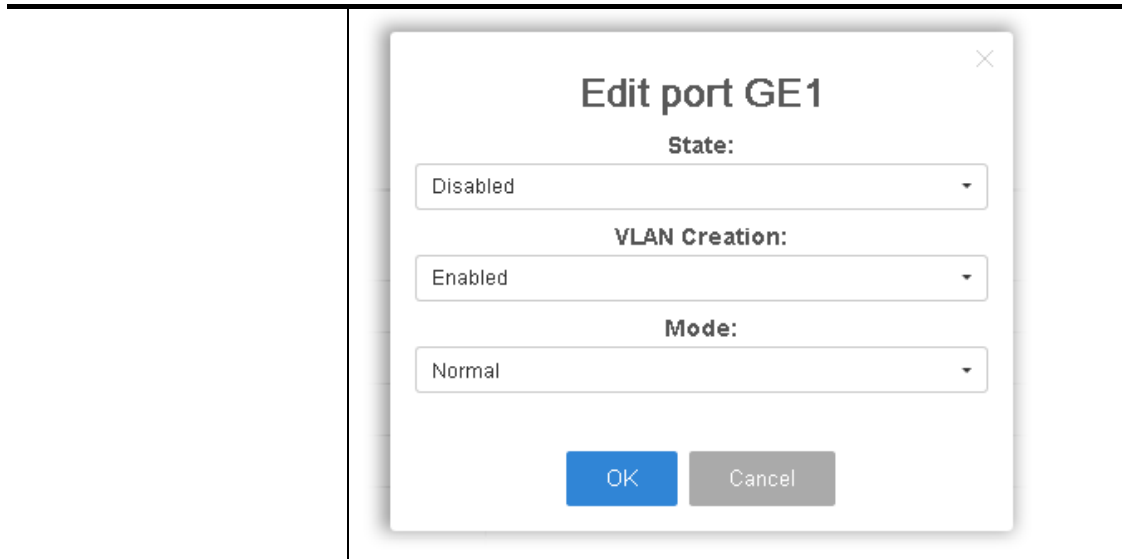 Edit port GE1
State:
Disabled
VLAN Creation:
Enabled
Mode:
Normal
OK Cancel